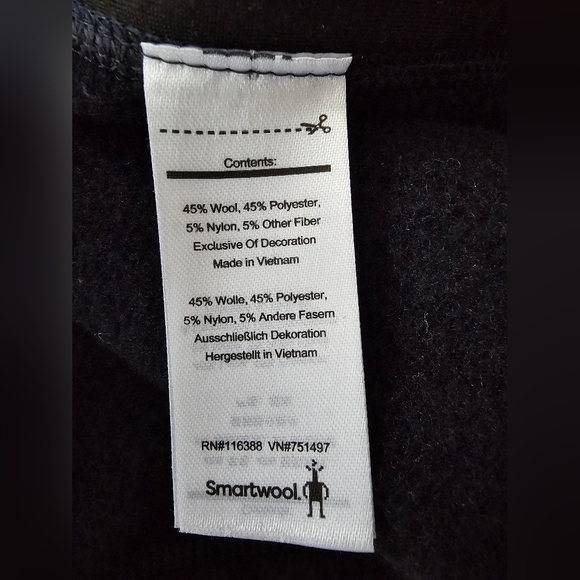 Contents:
45% Wool, 45% Polyester,
5% Nylon, 5% Other Fiber
Exclusive Of Decoration
Made in Vietnam
45% Wolle, 45% Polyester,
5% Nylon, 5% Andere Fasern
Ausschließlich Dekoration
Hergestellt in Vietnam
RN#116388 VN#751497
Smartwool.